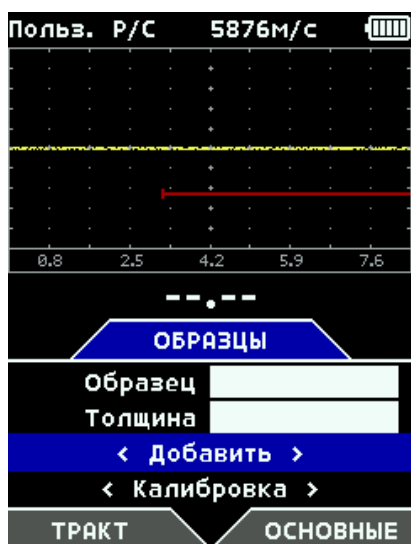 Польз. Р/С 5876м/с
0.8 2.5 4.2 5.9 7.6
--.--
ОБРАЗЦЫ
Образец
Толщина
< Добавить >
< Калибровка >
ТРАКТ ОСНОВНЫЕ